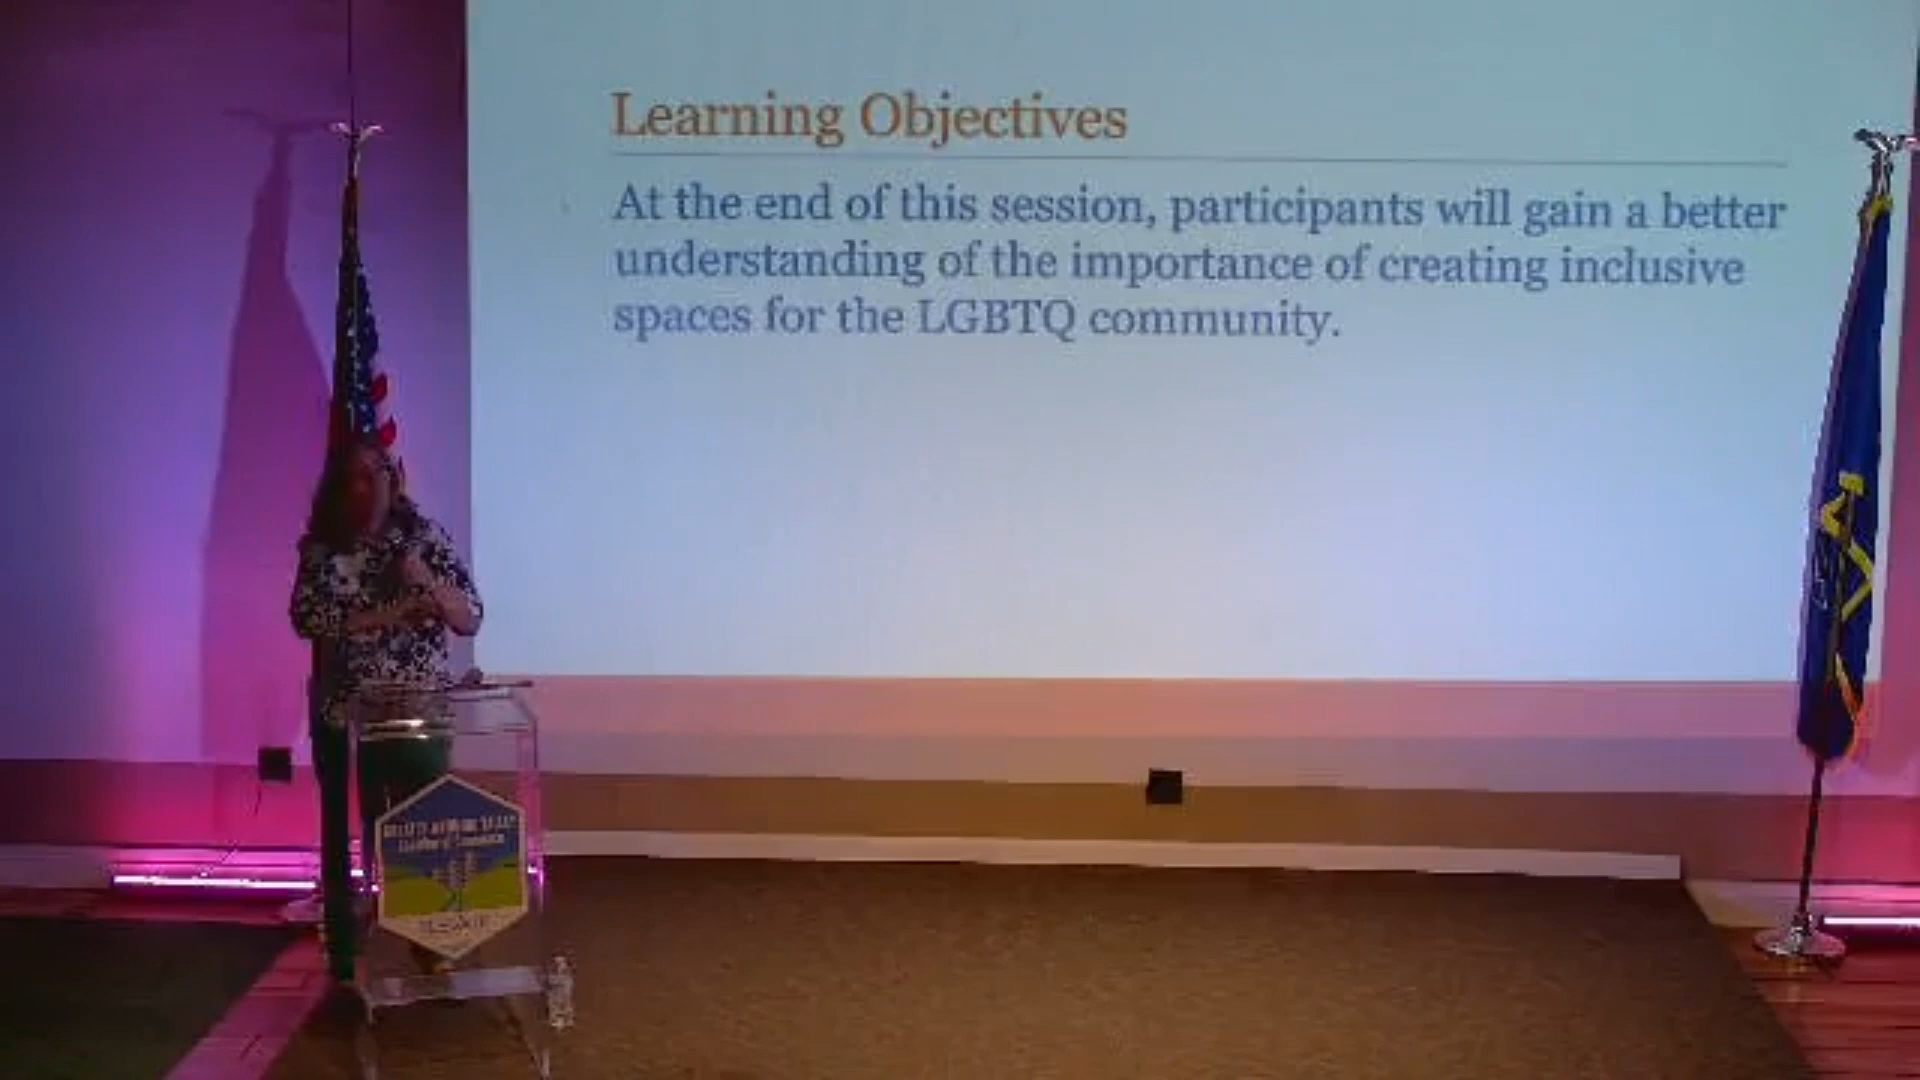 Learning Objectives
At the end of this session, participants will gain a better
understanding of the importance of creating inclusive
spaces for the LGBTQ community.